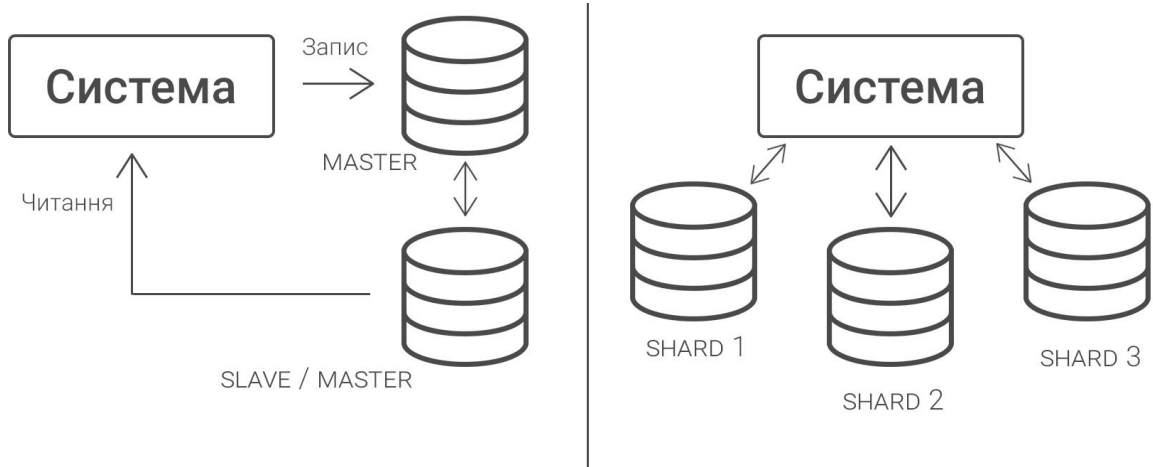 Система
Запис
MASTER
Читання
SLAVE / MASTER
Система
SHARD 1
SHARD 2
SHARD 3